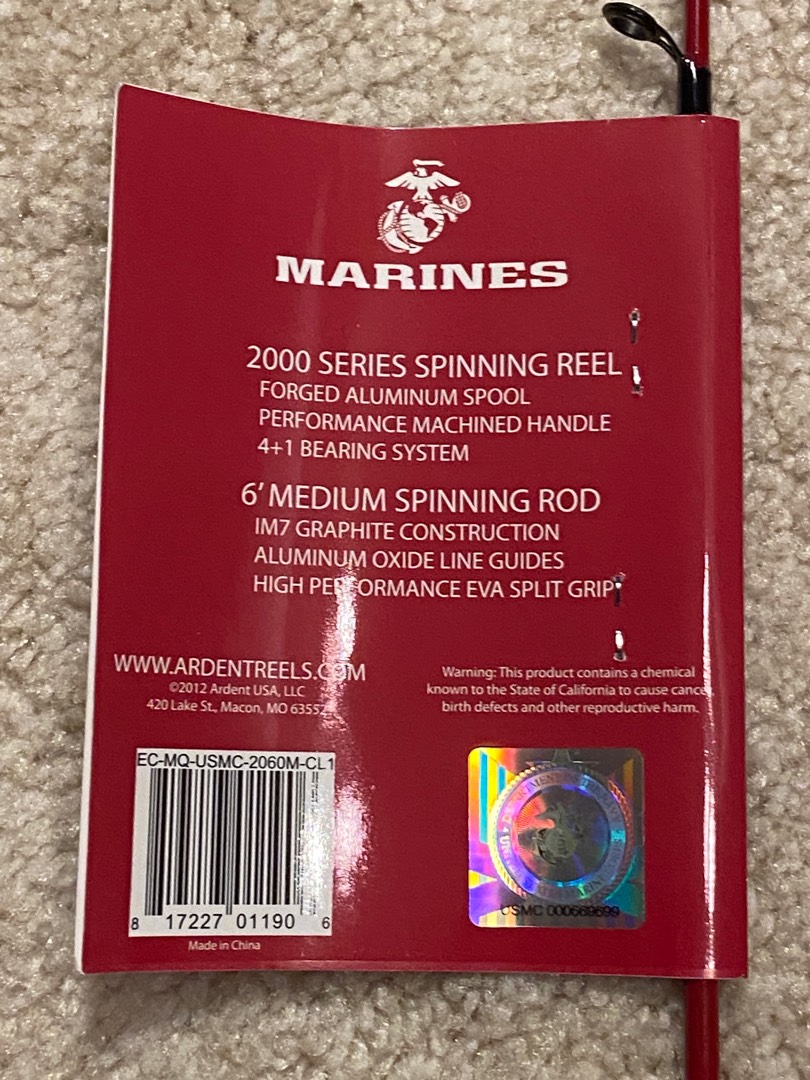 MARINES
2000 SERIES SPINNING REEL
FORGED ALUMINUM SPOOL
PERFORMANCE MACHINED HANDLE
4+1 BEARING SYSTEM
6' MEDIUM SPINNING ROD
IM7 GRAPHITE CONSTRUCTION
ALUMINUM OXIDE LINE GUIDES
HIGH PERFORMANCE EVA SPLIT GRIP
WWW.ARDENTREELS.COM
©2012 Ardent USA, LLC
420 Lake St., Macon, MO 63552
Warning: This product contains a chemical
known to the State of California to cause cancer,
birth defects and other reproductive harm.
EC-MQ-USMC-2060M-CL1
8 17227 01190 6
Made in China
USMC 000669699